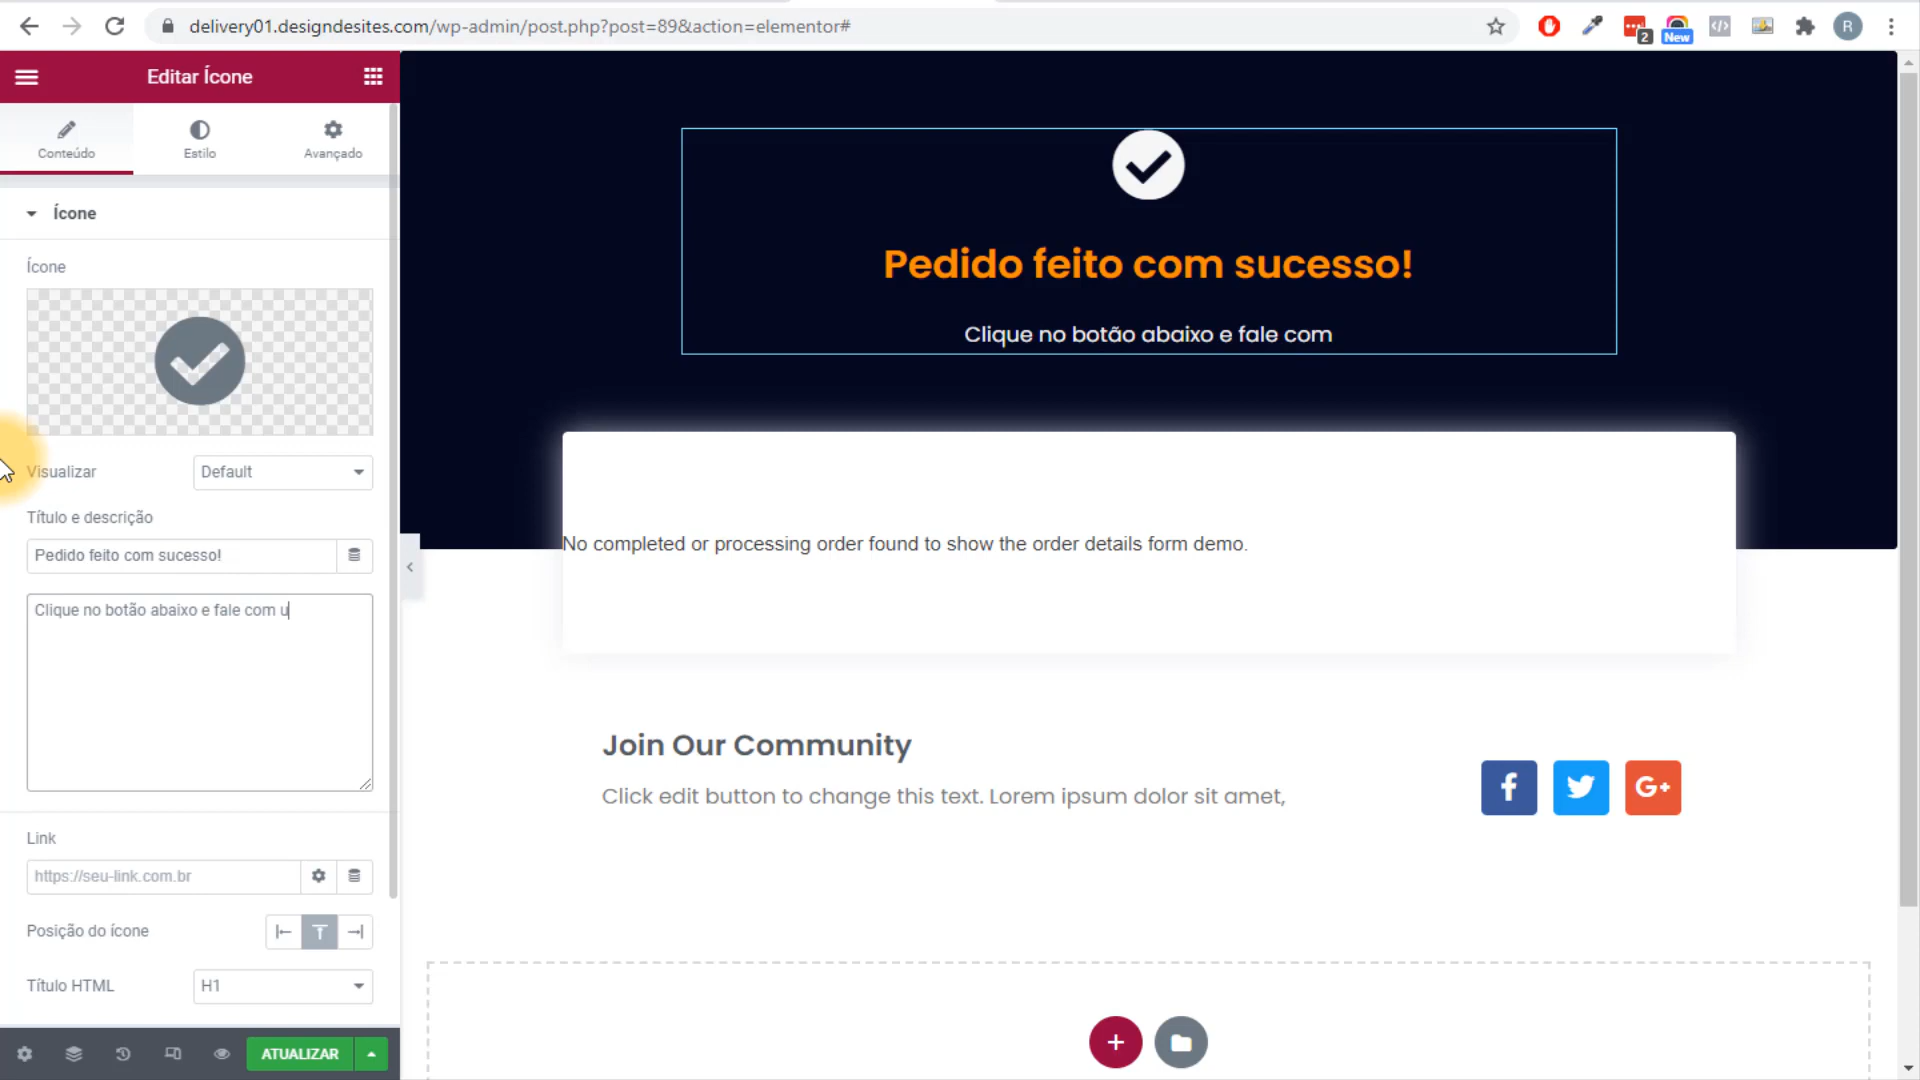 delivery01.designdesites.com/wp-admin/post.php?post=89&action=elementor#
2
New
R
Editar Ícone
Conteúdo
Estilo
Avançado
Ícone
Ícone
Visualizar
Default
Título e descrição
Pedido feito com sucesso!
Clique no botão abaixo e fale com u
Link
https://seu-link.com.br
Posição do ícone
Título HTML
H1
ATUALIZAR
Pedido feito com sucesso!
Clique no botão abaixo e fale com
No completed or processing order found to show the order details form demo.
Join Our Community
Click edit button to change this text. Lorem ipsum dolor sit amet,
G+